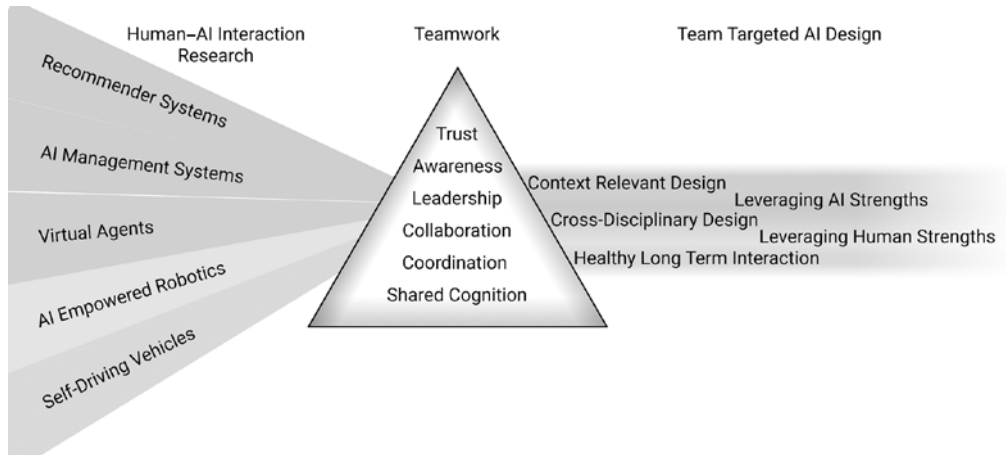 Human–AI Interaction
Research
Teamwork
Team Targeted AI Design
Recommender Systems
AI Management Systems
Virtual Agents
AI Empowered Robotics
Self-Driving Vehicles
Trust
Awareness
Leadership
Collaboration
Coordination
Shared Cognition
Context Relevant Design
Leveraging AI Strengths
Cross-Disciplinary Design
Leveraging Human Strengths
Healthy Long Term Interaction